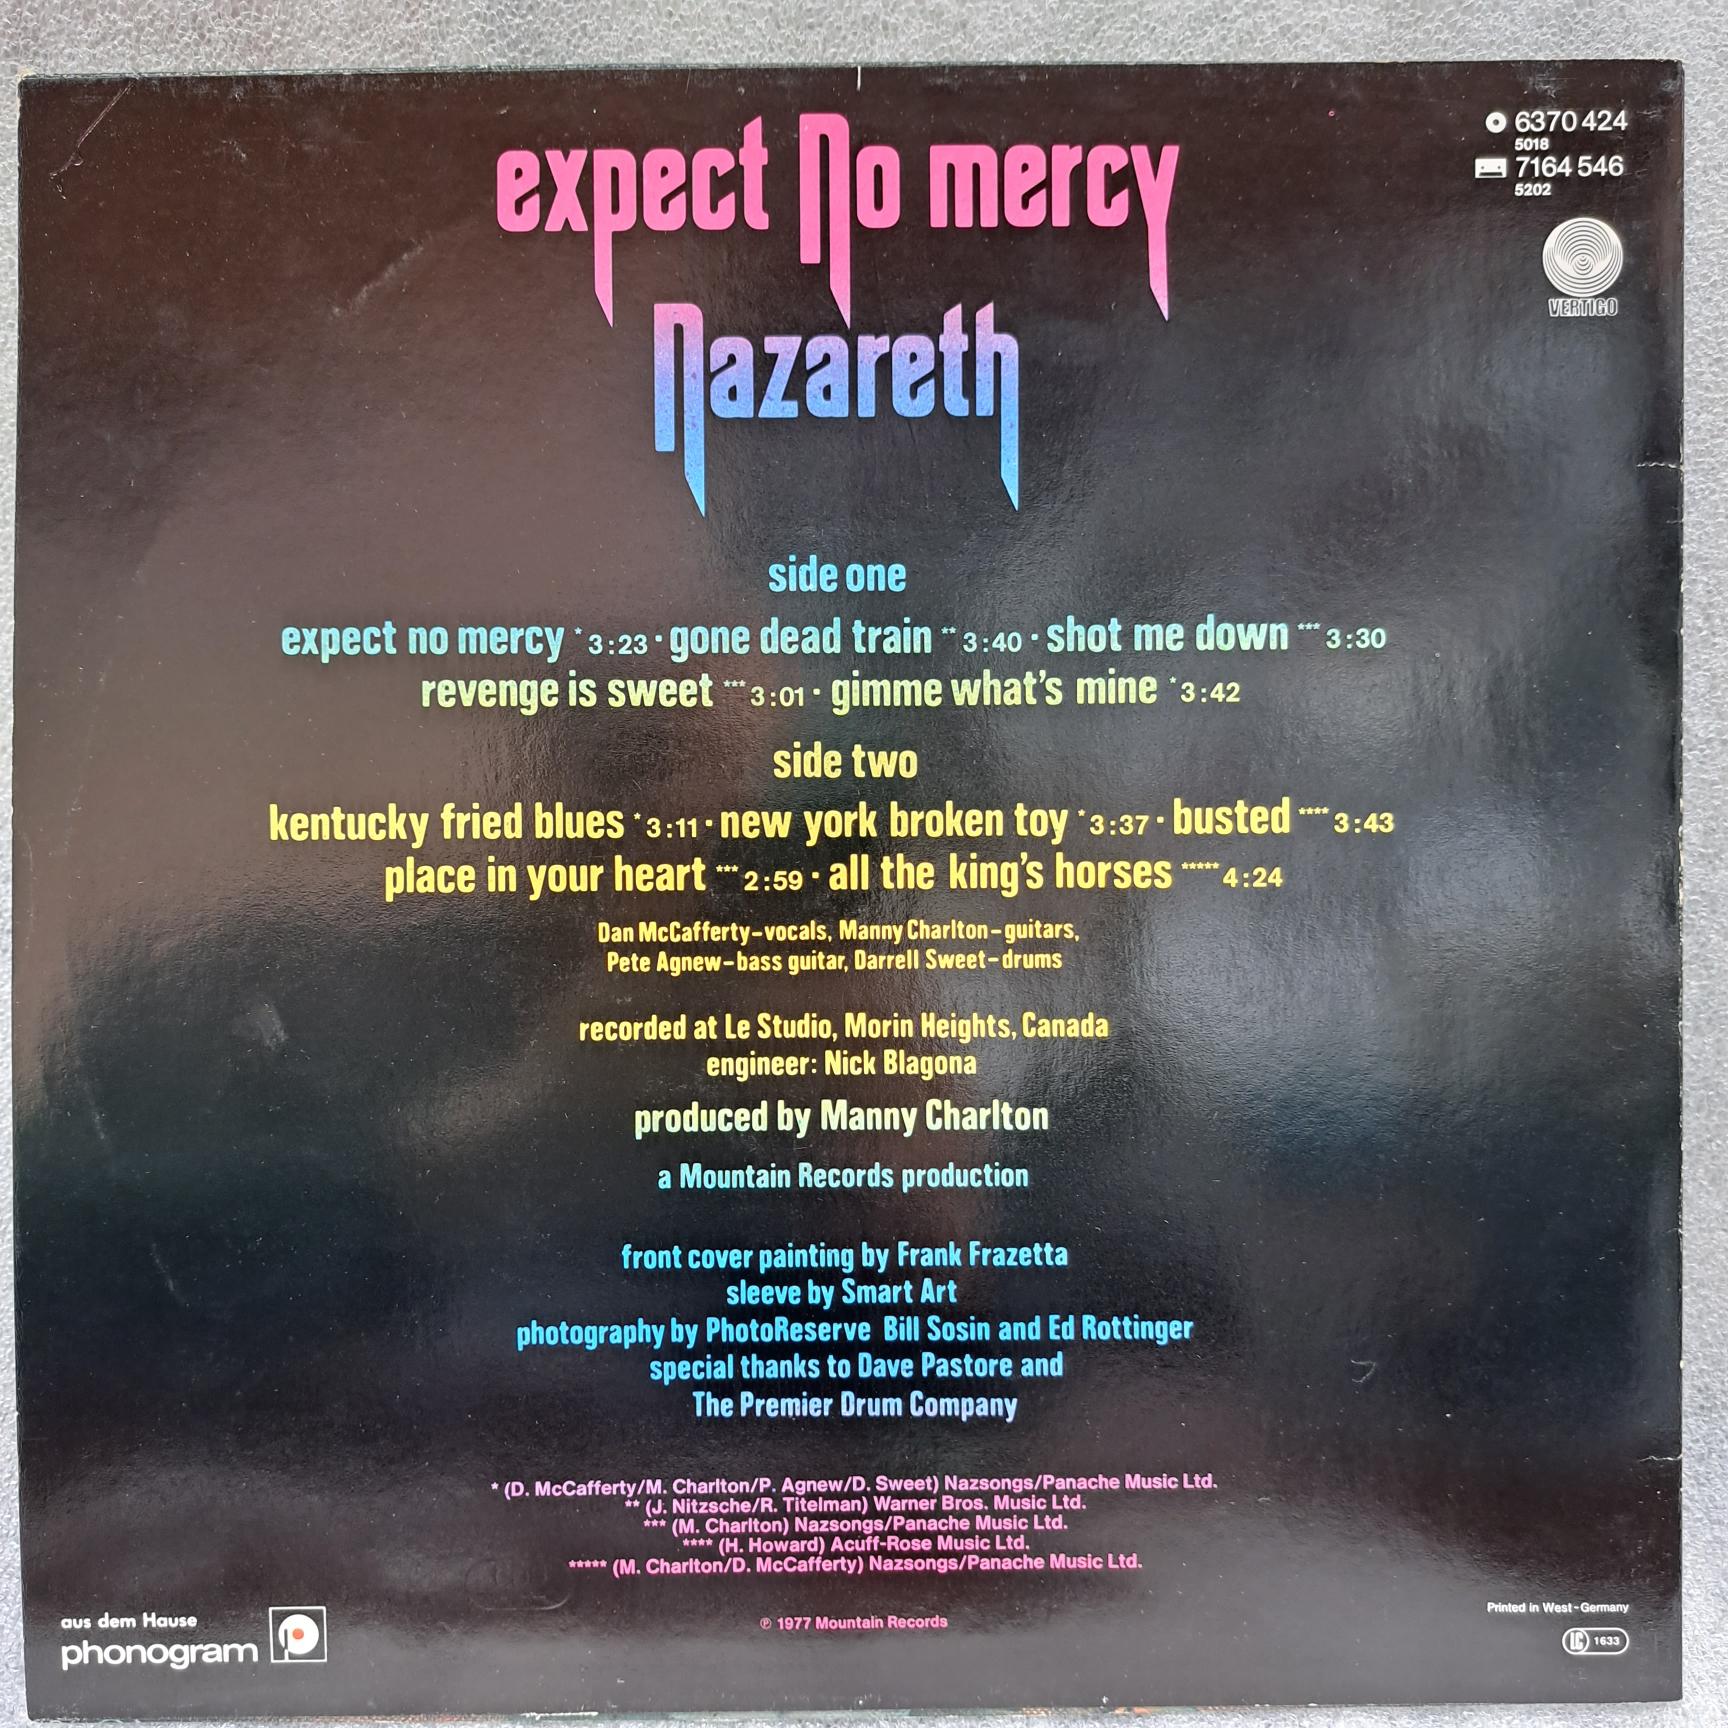 expect no mercy
nazareth
6370 424
5018
7164 546
5202
VERTIGO
side one
expect no mercy * 3:23 · gone dead train ** 3:40 · shot me down *** 3:30
revenge is sweet *** 3:01 · gimme what's mine * 3:42
side two
kentucky fried blues * 3:11 · new york broken toy * 3:37 · busted **** 3:43
place in your heart *** 2:59 · all the king's horses ***** 4:24
Dan McCafferty-vocals, Manny Charlton-guitars,
Pete Agnew-bass guitar, Darrell Sweet-drums
recorded at Le Studio, Morin Heights, Canada
engineer: Nick Blagona
produced by Manny Charlton
a Mountain Records production
front cover painting by Frank Frazetta
sleeve by Smart Art
photography by PhotoReserve Bill Sosin and Ed Rottinger
special thanks to Dave Pastore and
The Premier Drum Company
* (D. McCafferty/M. Charlton/P. Agnew/D. Sweet) Nazsongs/Panache Music Ltd.
** (J. Nitzsche/R. Titelman) Warner Bros. Music Ltd.
*** (M. Charlton) Nazsongs/Panache Music Ltd.
**** (H. Howard) Acuff-Rose Music Ltd.
***** (M. Charlton/D. McCafferty) Nazsongs/Panache Music Ltd.
aus dem Hause
phonogram
℗ 1977 Mountain Records
Printed in West-Germany
LC 1633